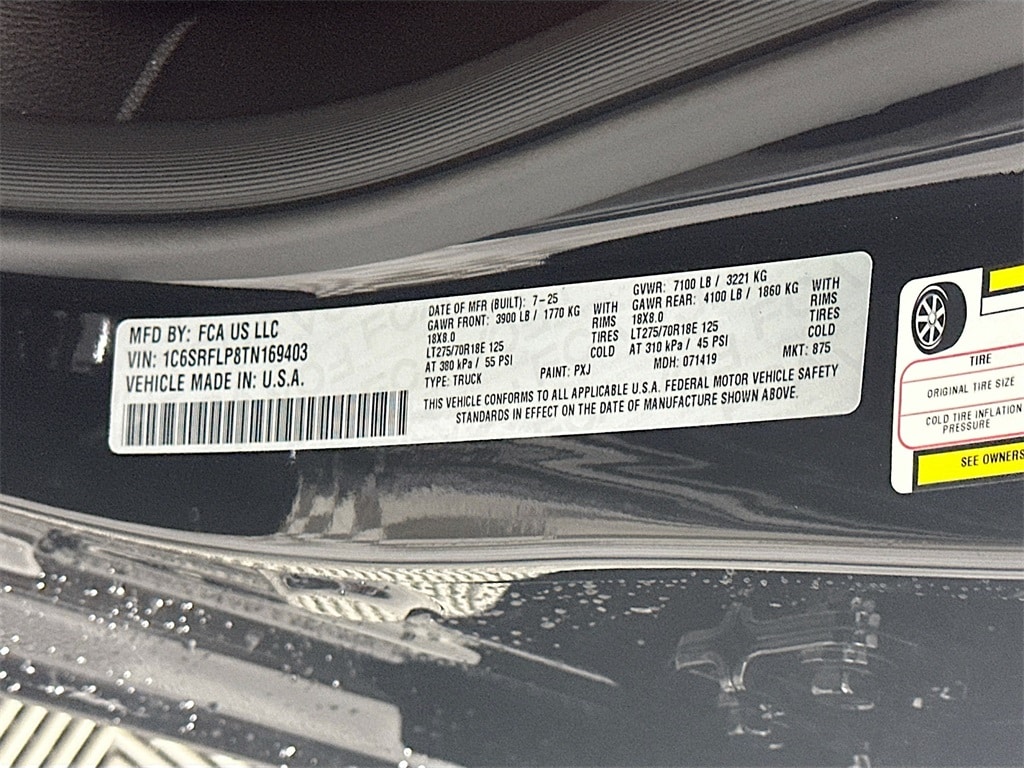 MFD BY: FCA US LLC
VIN: 1C6SRFLP8TN169403
VEHICLE MADE IN: U.S.A.
DATE OF MFR (BUILT): 7-25
GAWR FRONT: 3900 LB / 1770 KG WITH
18X8.0 RIMS
LT275/70R18E 125 TIRES
AT 380 kPa / 55 PSI COLD
TYPE: TRUCK PAINT: PXJ
GVWR: 7100 LB / 3221 KG
GAWR REAR: 4100 LB / 1860 KG WITH
18X8.0 RIMS
LT275/70R18E 125 TIRES
AT 310 kPa / 45 PSI COLD
MDH: 071419 MKT: 875
THIS VEHICLE CONFORMS TO ALL APPLICABLE U.S.A. FEDERAL MOTOR VEHICLE SAFETY
STANDARDS IN EFFECT ON THE DATE OF MANUFACTURE SHOWN ABOVE.
TIRE
ORIGINAL TIRE SIZE
COLD TIRE INFLATION
PRESSURE
SEE OWNERS